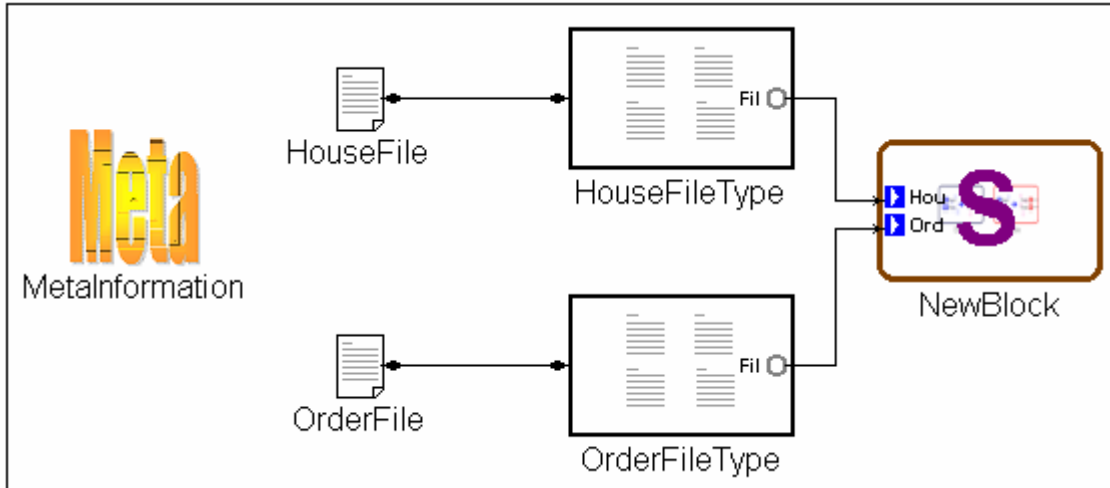 Meta
MetaInformation
HouseFile
Fil
HouseFileType
Hou
Ord
S
NewBlock
OrderFile
Fil
OrderFileType